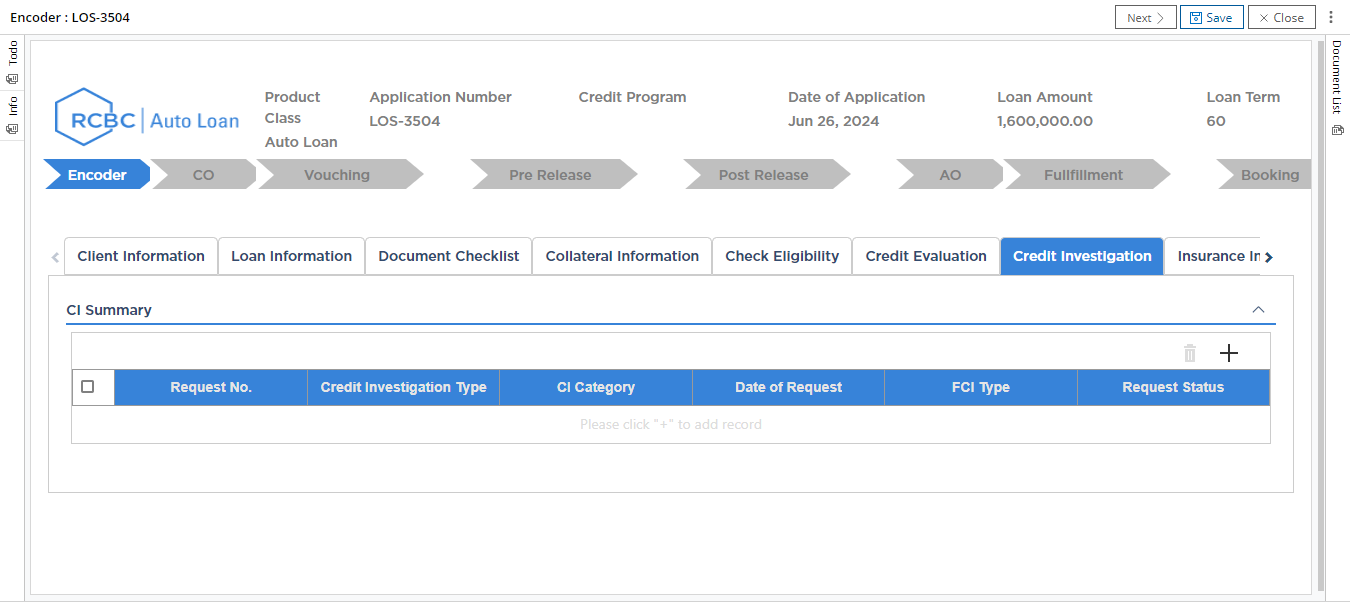 Encoder : LOS-3504
Next
Save
Close
Todo
Info
Document List
RCBC Auto Loan
Product Class
Auto Loan
Application Number
LOS-3504
Credit Program
Date of Application
Jun 26, 2024
Loan Amount
1,600,000.00
Loan Term
60
Encoder CO Vouching Pre Release Post Release AO Fullfillment Booking
Client Information Loan Information Document Checklist Collateral Information Check Eligibility Credit Evaluation Credit Investigation Insurance In
CI Summary
Request No. Credit Investigation Type CI Category Date of Request FCI Type Request Status
Please click "+" to add record